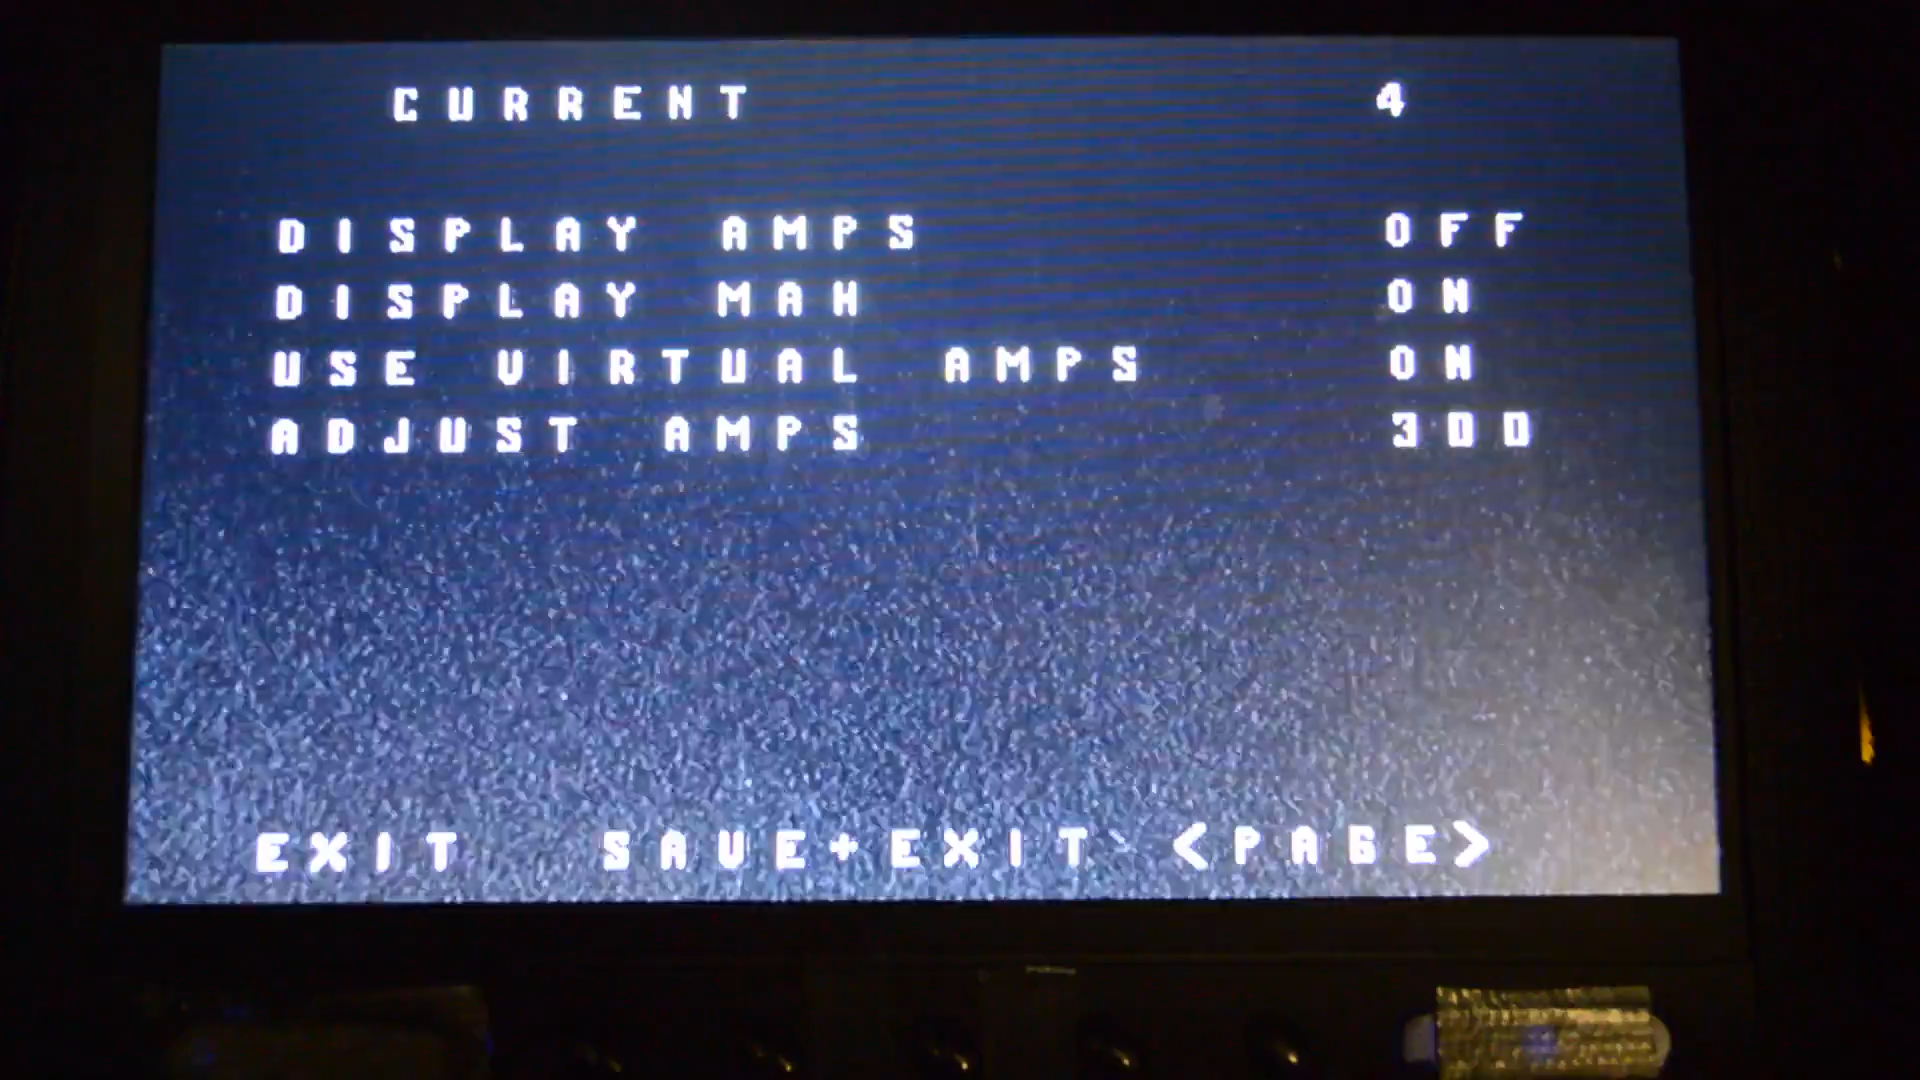 CURRENT 4
DISPLAY AMPS OFF
DISPLAY MAH ON
USE VIRTUAL AMPS ON
ADJUST AMPS 300
EXIT SAVE+EXIT <PAGE>